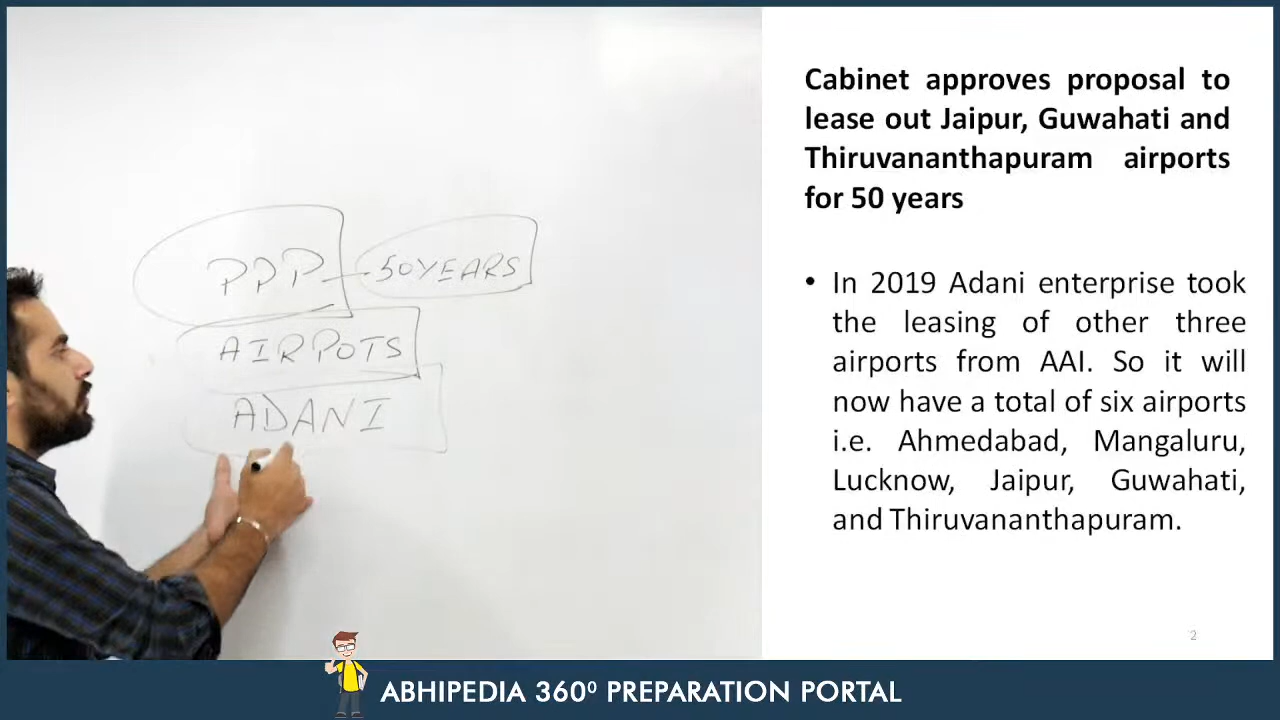 PPP - 50YEARS
AIRPOTS
ADANI
Cabinet approves proposal to
lease out Jaipur, Guwahati and
Thiruvananthapuram airports
for 50 years
• In 2019 Adani enterprise took
the leasing of other three
airports from AAI. So it will
now have a total of six airports
i.e. Ahmedabad, Mangaluru,
Lucknow, Jaipur, Guwahati,
and Thiruvananthapuram.
2
ABHIPEDIA 360⁰ PREPARATION PORTAL